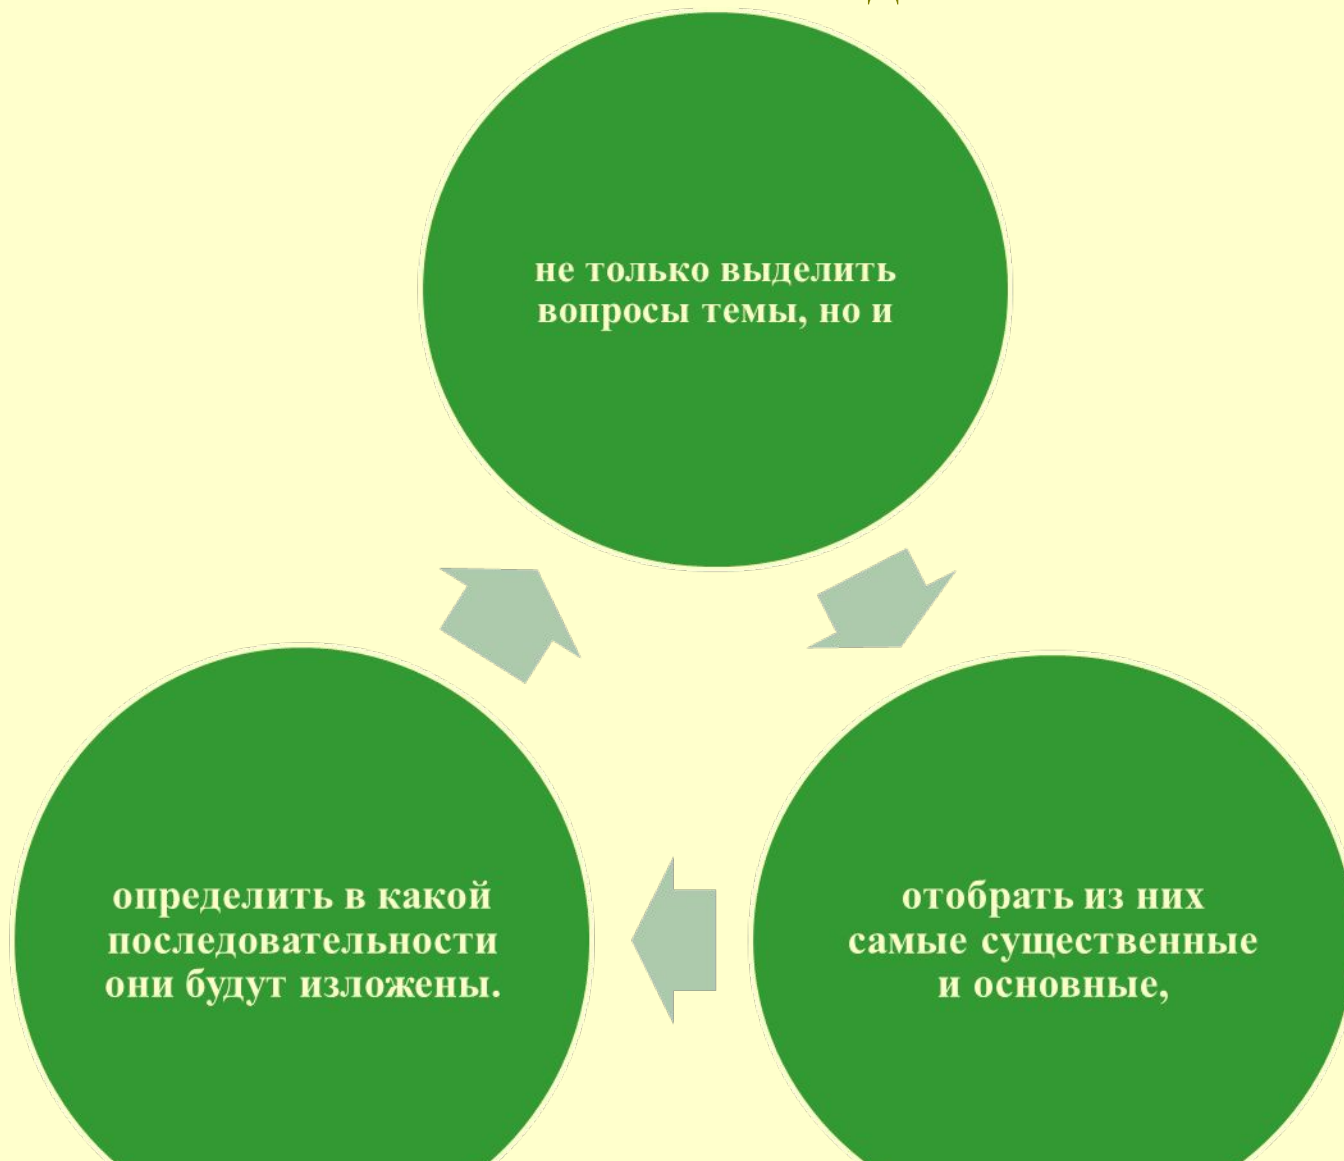 не только выделить
вопросы темы, но и
отобрать из них
самые существенные
и основные,
определить в какой
последовательности
они будут изложены.